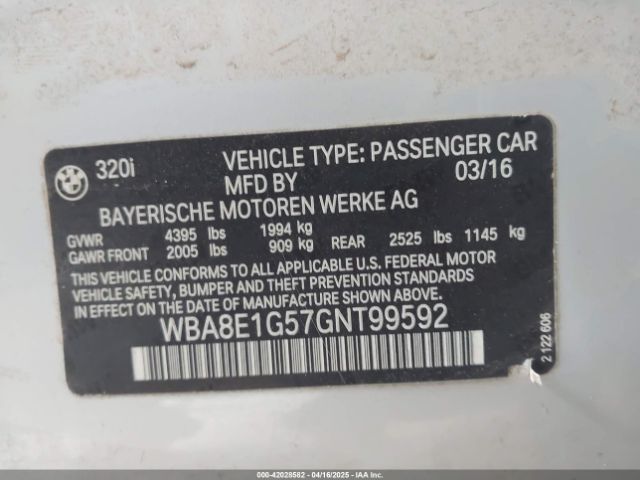 BMW
320i VEHICLE TYPE: PASSENGER CAR
MFD BY 03/16
BAYERISCHE MOTOREN WERKE AG
GVWR 4395 lbs 1994 kg
GAWR FRONT 2005 lbs 909 kg REAR 2525 lbs 1145 kg
THIS VEHICLE CONFORMS TO ALL APPLICABLE U.S. FEDERAL MOTOR
VEHICLE SAFETY, BUMPER AND THEFT PREVENTION STANDARDS
IN EFFECT ON THE DATE OF MANUFACTURE SHOWN ABOVE.
WBA8E1G57GNT99592
2 122 606
000-42028582 | 04/16/2025 | IAAI.COM